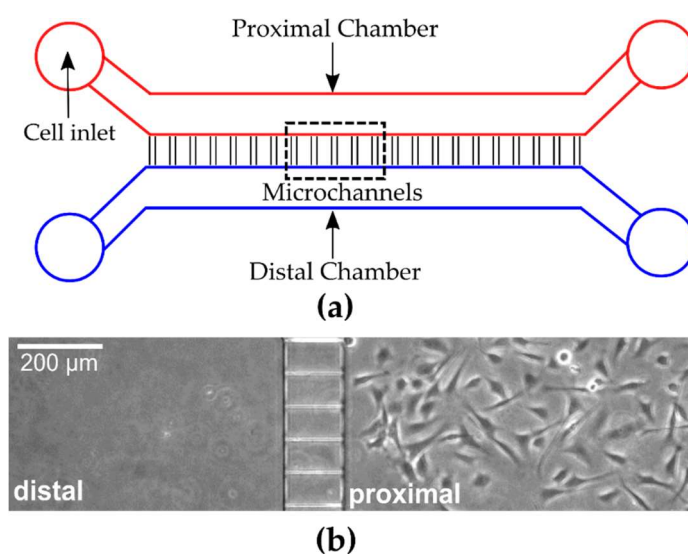 Proximal Chamber
Cell inlet
Microchannels
Distal Chamber
(a)
200 μm
distal
proximal
(b)